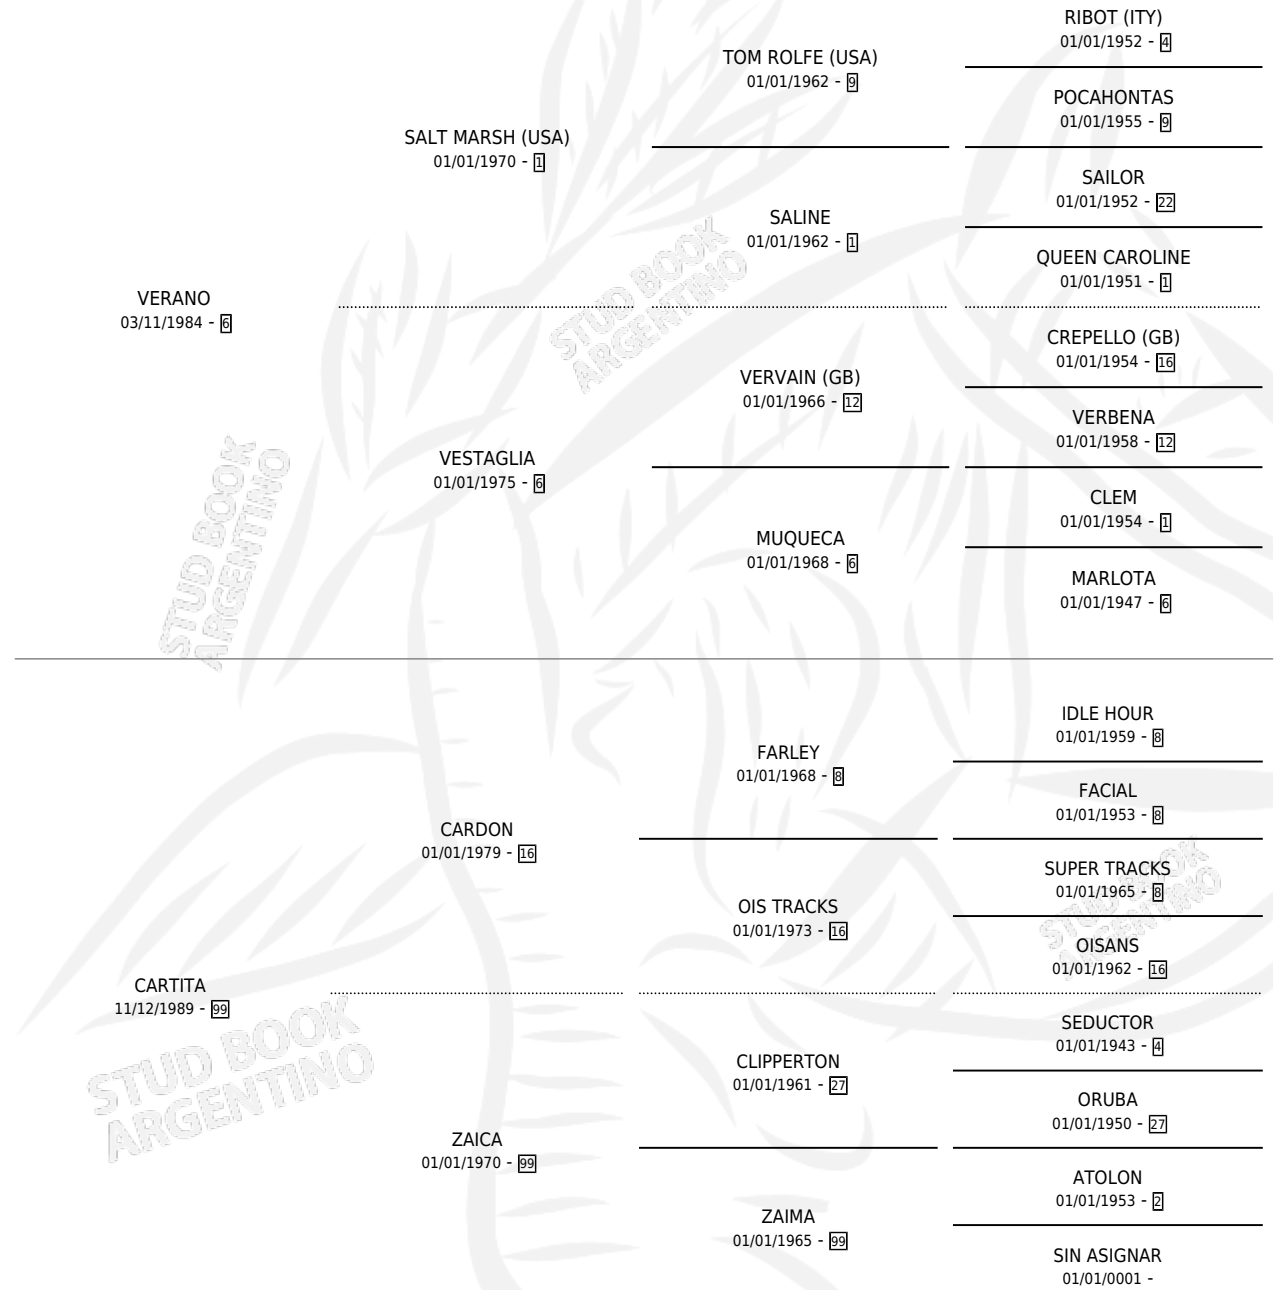 RIBOT (ITY)
01/01/1952 - 4
TOM ROLFE (USA)
01/01/1962 - 9
POCAHONTAS
01/01/1955 - 9
SALT MARSH (USA)
01/01/1970 - 1
SAILOR
01/01/1952 - 22
SALINE
01/01/1962 - 1
QUEEN CAROLINE
01/01/1951 - 1
VERANO
03/11/1984 - 6
CREPELLO (GB)
01/01/1954 - 16
VERVAIN (GB)
01/01/1966 - 12
VERBENA
01/01/1958 - 12
VESTAGLIA
01/01/1975 - 6
CLEM
01/01/1954 - 1
MUQUECA
01/01/1968 - 6
MARLOTA
01/01/1947 - 6
IDLE HOUR
01/01/1959 - 8
FARLEY
01/01/1968 - 8
FACIAL
01/01/1953 - 8
CARDON
01/01/1979 - 16
SUPER TRACKS
01/01/1965 - 8
OIS TRACKS
01/01/1973 - 16
OISANS
01/01/1962 - 16
CARTITA
11/12/1989 - 99
SEDUCTOR
01/01/1943 - 4
CLIPPERTON
01/01/1961 - 27
ORUBA
01/01/1950 - 27
ZAICA
01/01/1970 - 99
ATOLON
01/01/1953 - 2
ZAIMA
01/01/1965 - 99
SIN ASIGNAR
01/01/0001 -
STUD BOOK
ARGENTINO
STUD BOOK
ARGENTINO
STUD BOOK
ARGENTINO
STUD BOOK
ARGENTINO